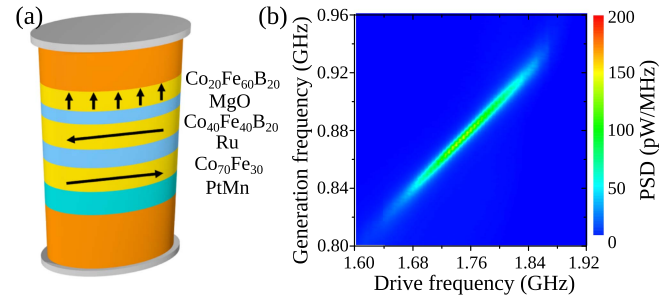 (a)
Co20Fe60B20
MgO
Co40Fe40B20
Ru
Co70Fe30
PtMn
(b)
Generation frequency (GHz)
0.96
0.92
0.88
0.84
0.80
1.60 1.68 1.76 1.84 1.92
Drive frequency (GHz)
200
150
100
50
0
PSD (pW/MHz)